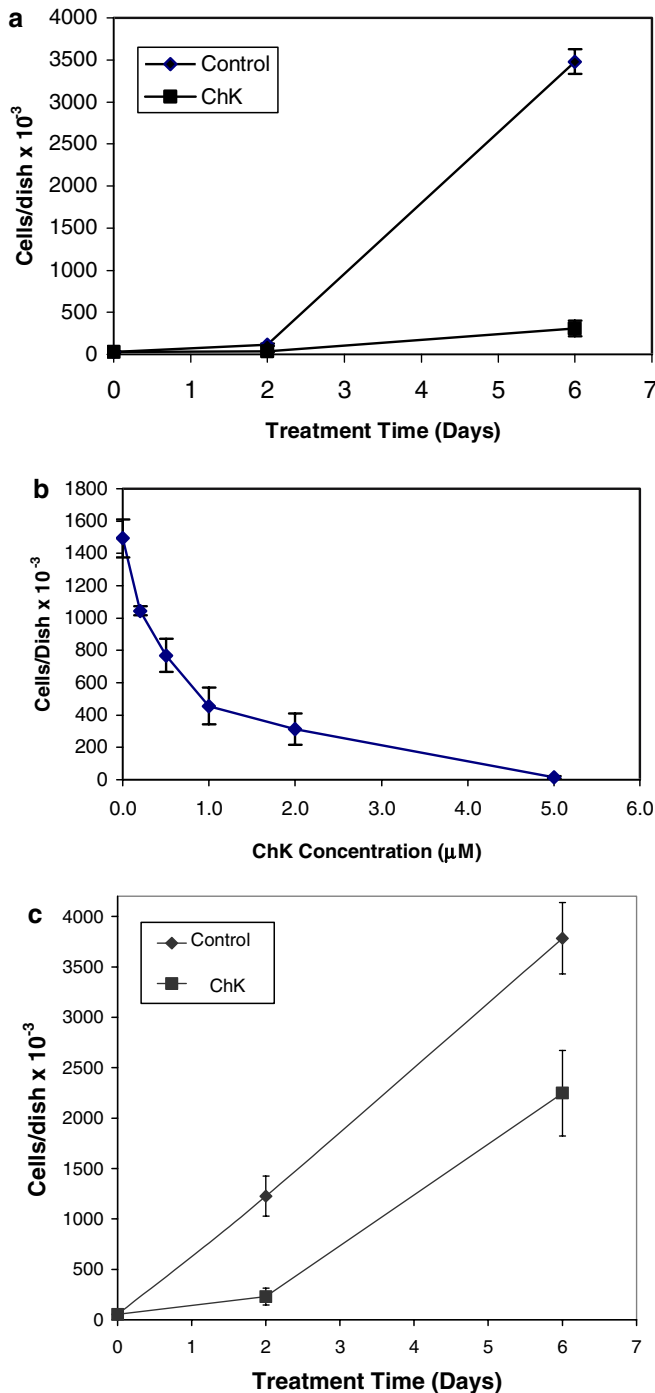 a
4000
3500
3000
2500
2000
1500
1000
500
0
Cells/dish x 10⁻³
Control
ChK
0 1 2 3 4 5 6 7
Treatment Time (Days)
b
1800
1600
1400
1200
1000
800
600
400
200
0
Cells/Dish x 10⁻³
0.0 1.0 2.0 3.0 4.0 5.0 6.0
ChK Concentration (μM)
c
4000
3500
3000
2500
2000
1500
1000
500
0
Cells/dish x 10⁻³
Control
ChK
0 1 2 3 4 5 6 7
Treatment Time (Days)